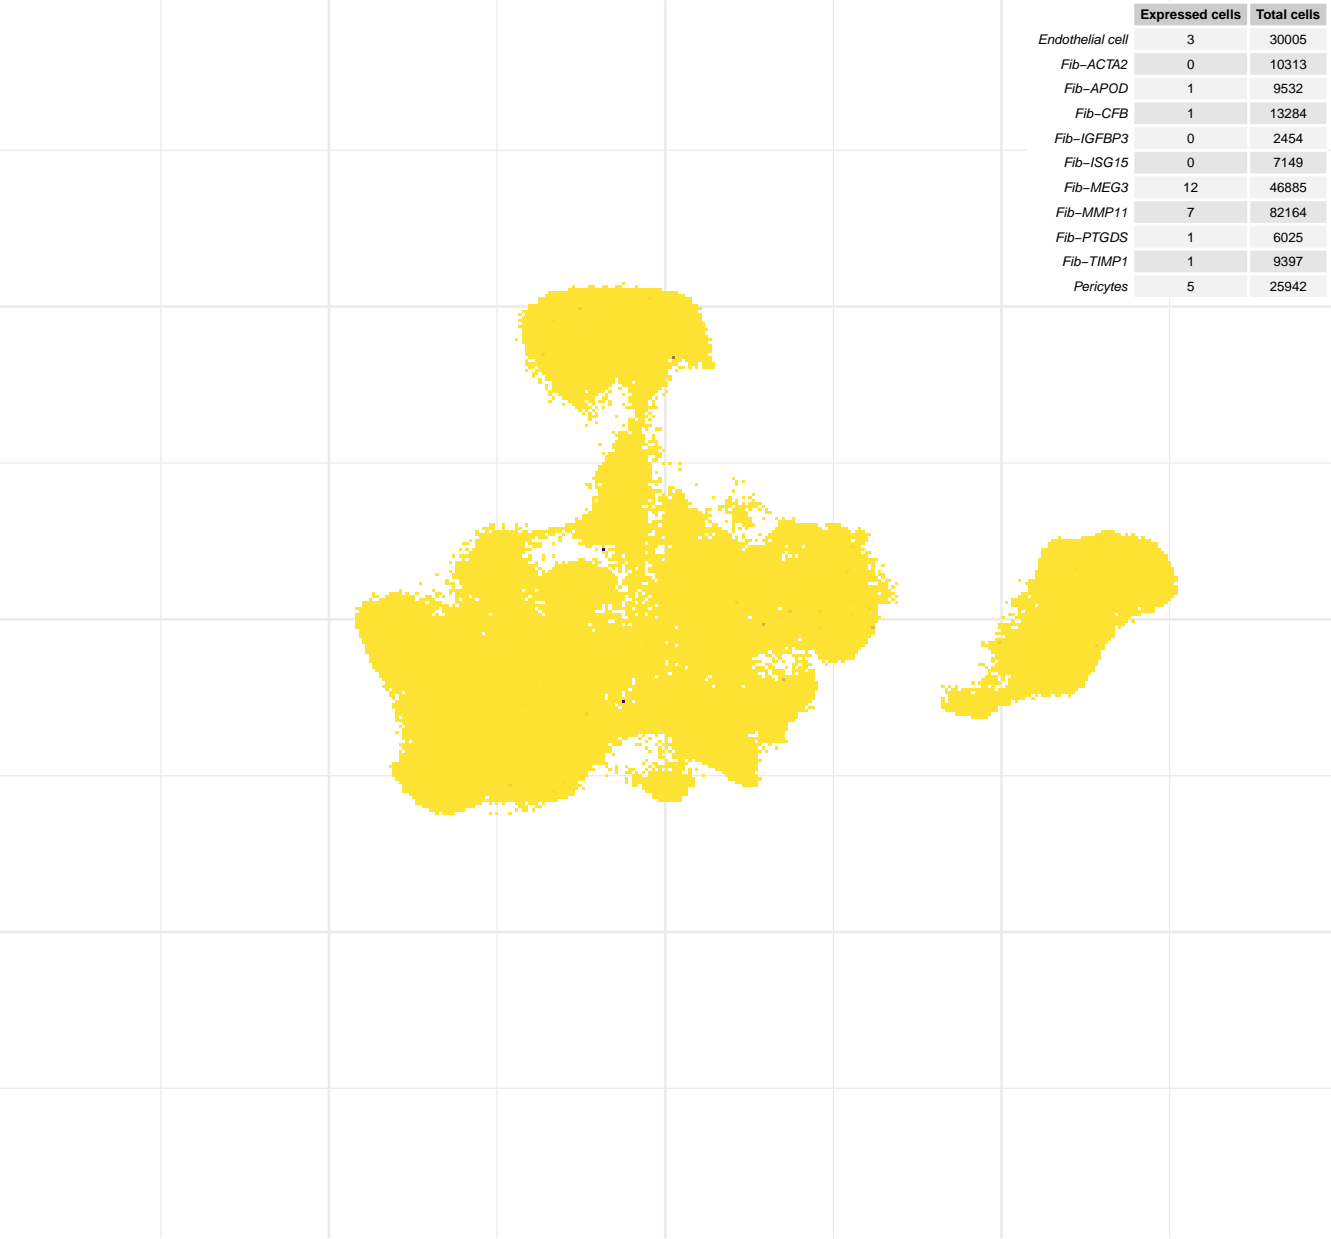 Expressed cells Total cells
Endothelial cell 3 30005
Fib−ACTA2 0 10313
Fib−APOD 1 9532
Fib−CFB 1 13284
Fib−IGFBP3 0 2454
Fib−ISG15 0 7149
Fib−MEG3 12 46885
Fib−MMP11 7 82164
Fib−PTGDS 1 6025
Fib−TIMP1 1 9397
Pericytes 5 25942